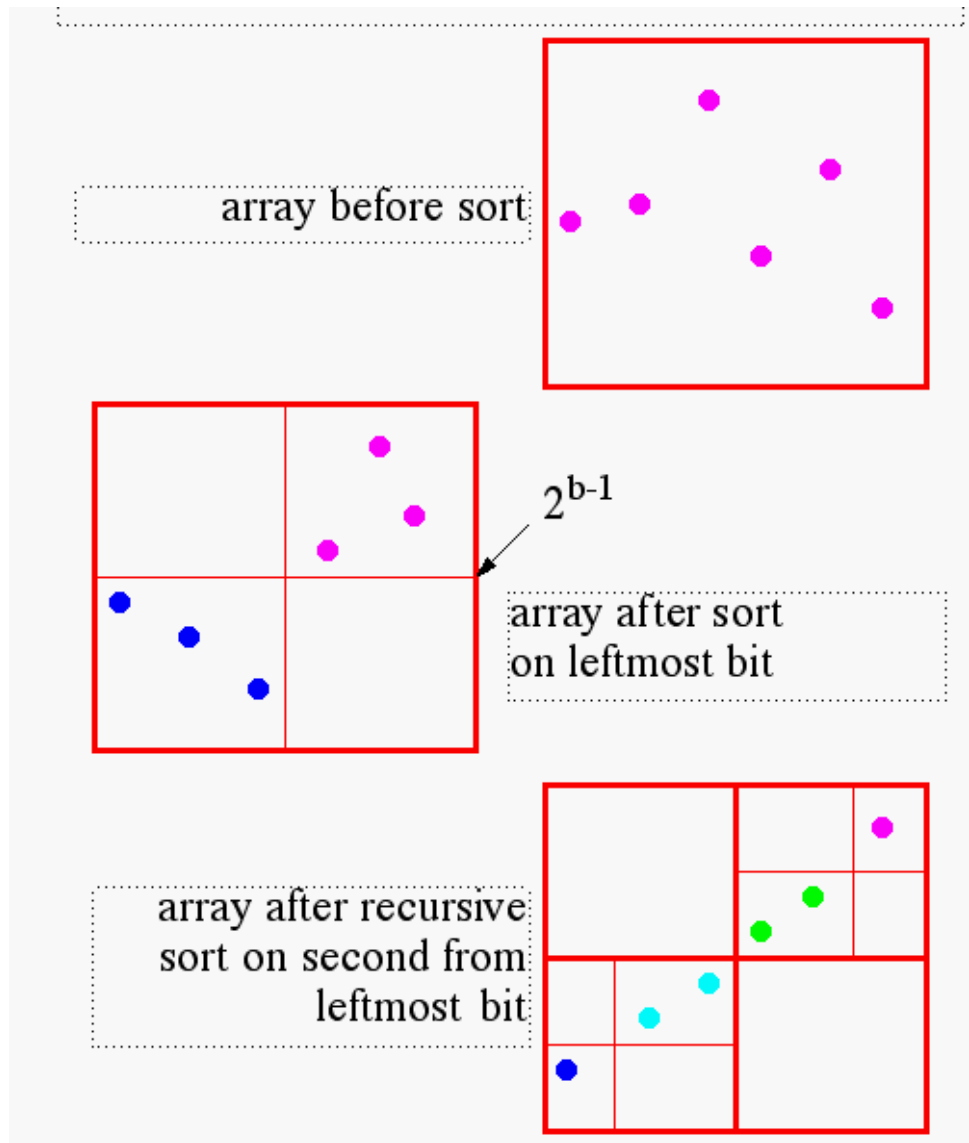 array before sort
2^b-1
array after sort
on leftmost bit
array after recursive
sort on second from
leftmost bit